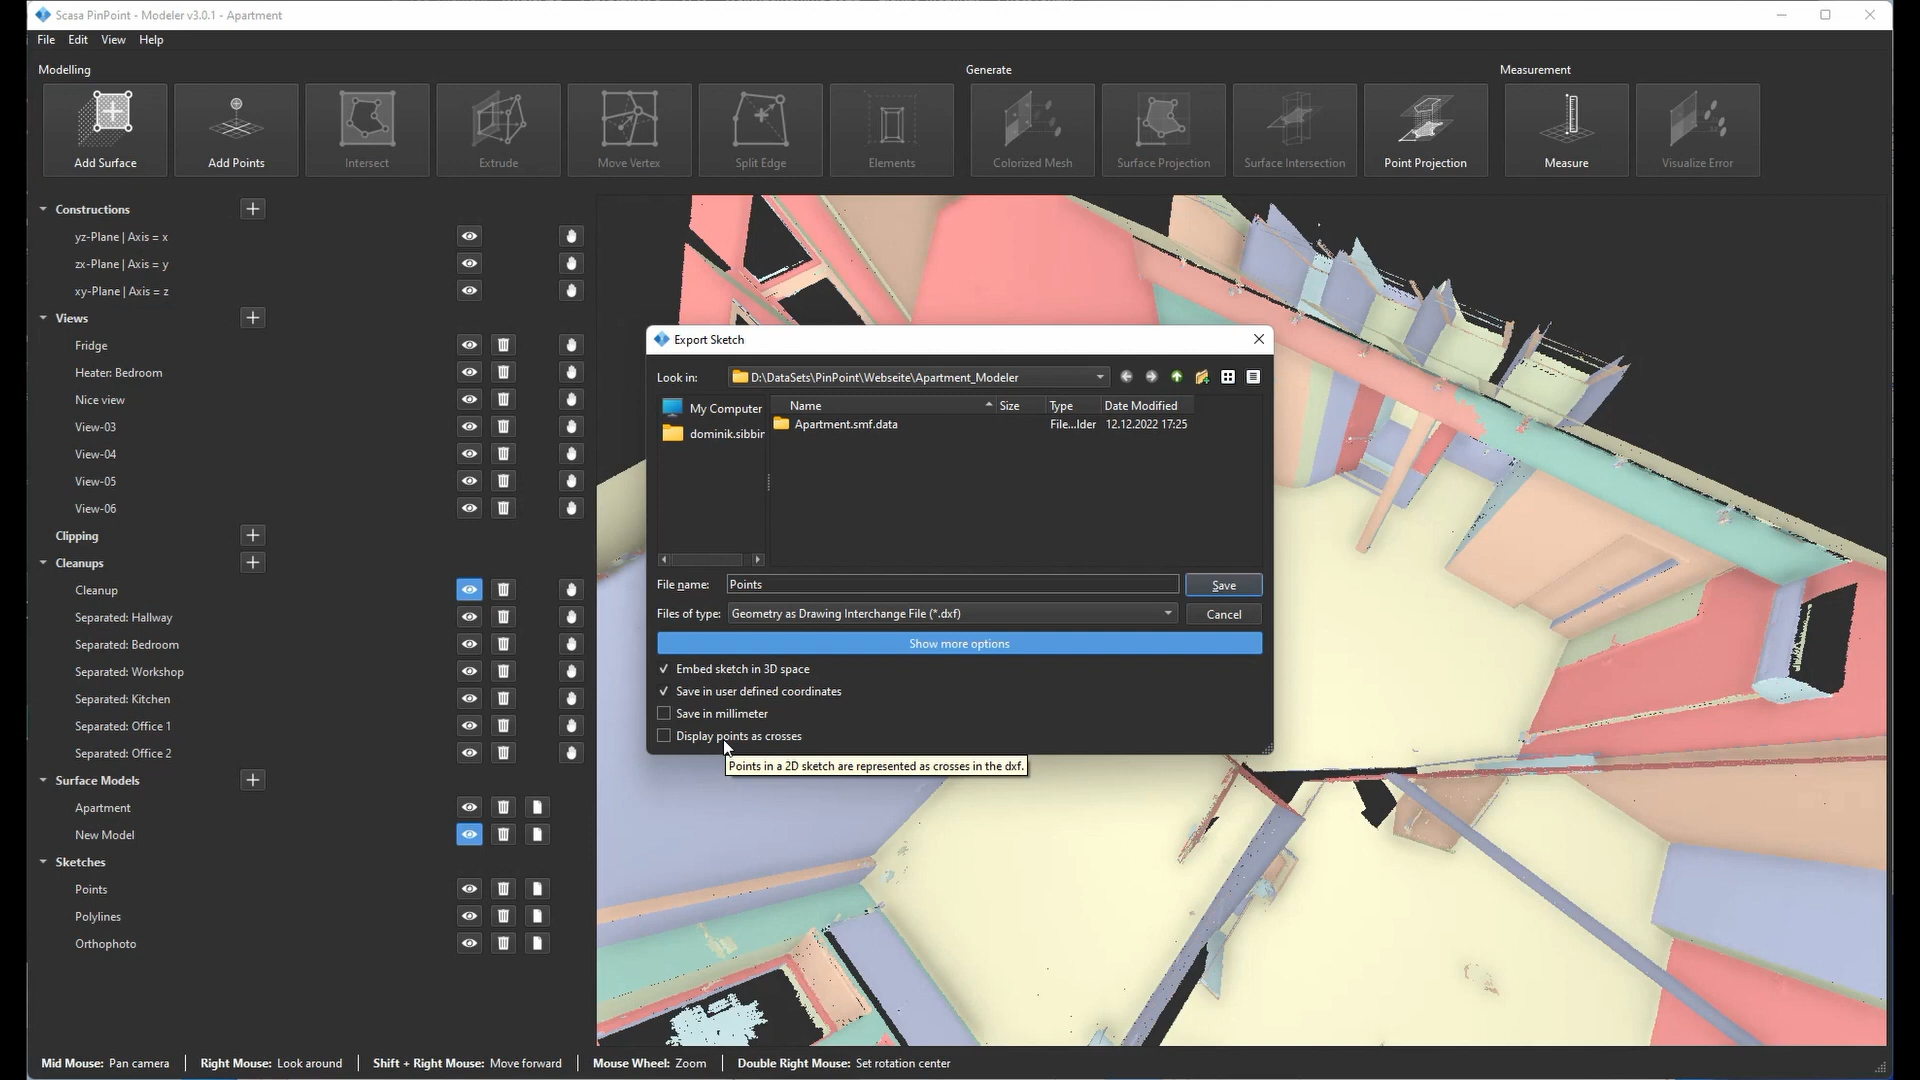 Scasa PinPoint - Modeler v3.0.1 - Apartment
File Edit View Help
Modelling
Generate
Measurement
Add Surface
Add Points
Intersect
Extrude
Move Vertex
Split Edge
Elements
Colorized Mesh
Surface Projection
Surface Intersection
Point Projection
Measure
Visualize Error
Constructions
yz-Plane | Axis = x
zx-Plane | Axis = y
xy-Plane | Axis = z
Views
Fridge
Heater: Bedroom
Nice view
View-03
View-04
View-05
View-06
Clipping
Cleanups
Cleanup
Separated: Hallway
Separated: Bedroom
Separated: Workshop
Separated: Kitchen
Separated: Office 1
Separated: Office 2
Surface Models
Apartment
New Model
Sketches
Points
Polylines
Orthophoto
Export Sketch
Look in: D:\DataSets\PinPoint\Webseite\Apartment_Modeler
My Computer
dominik.sibbin
Name Size Type Date Modified
Apartment.smf.data File...lder 12.12.2022 17:25
File name: Points Save
Files of type: Geometry as Drawing Interchange File (*.dxf) Cancel
Show more options
Embed sketch in 3D space
Save in user defined coordinates
Save in millimeter
Display points as crosses
Points in a 2D sketch are represented as crosses in the dxf.
Mid Mouse: Pan camera Right Mouse: Look around Shift + Right Mouse: Move forward Mouse Wheel: Zoom Double Right Mouse: Set rotation center